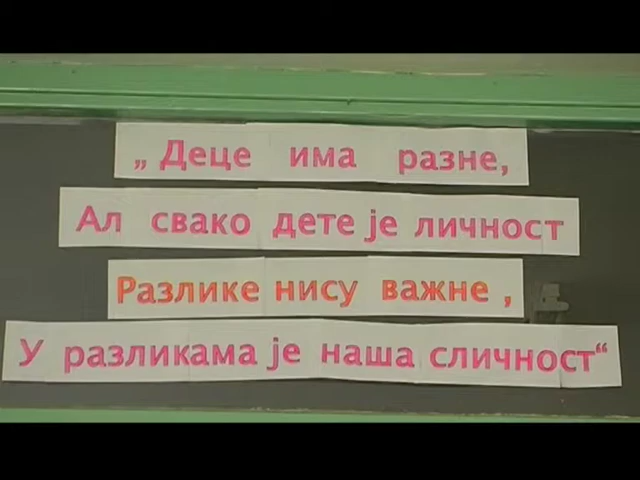 „Деце има разне,
Ал свако дете је личност
Разлике нису важне ,
У разликама је наша сличност“